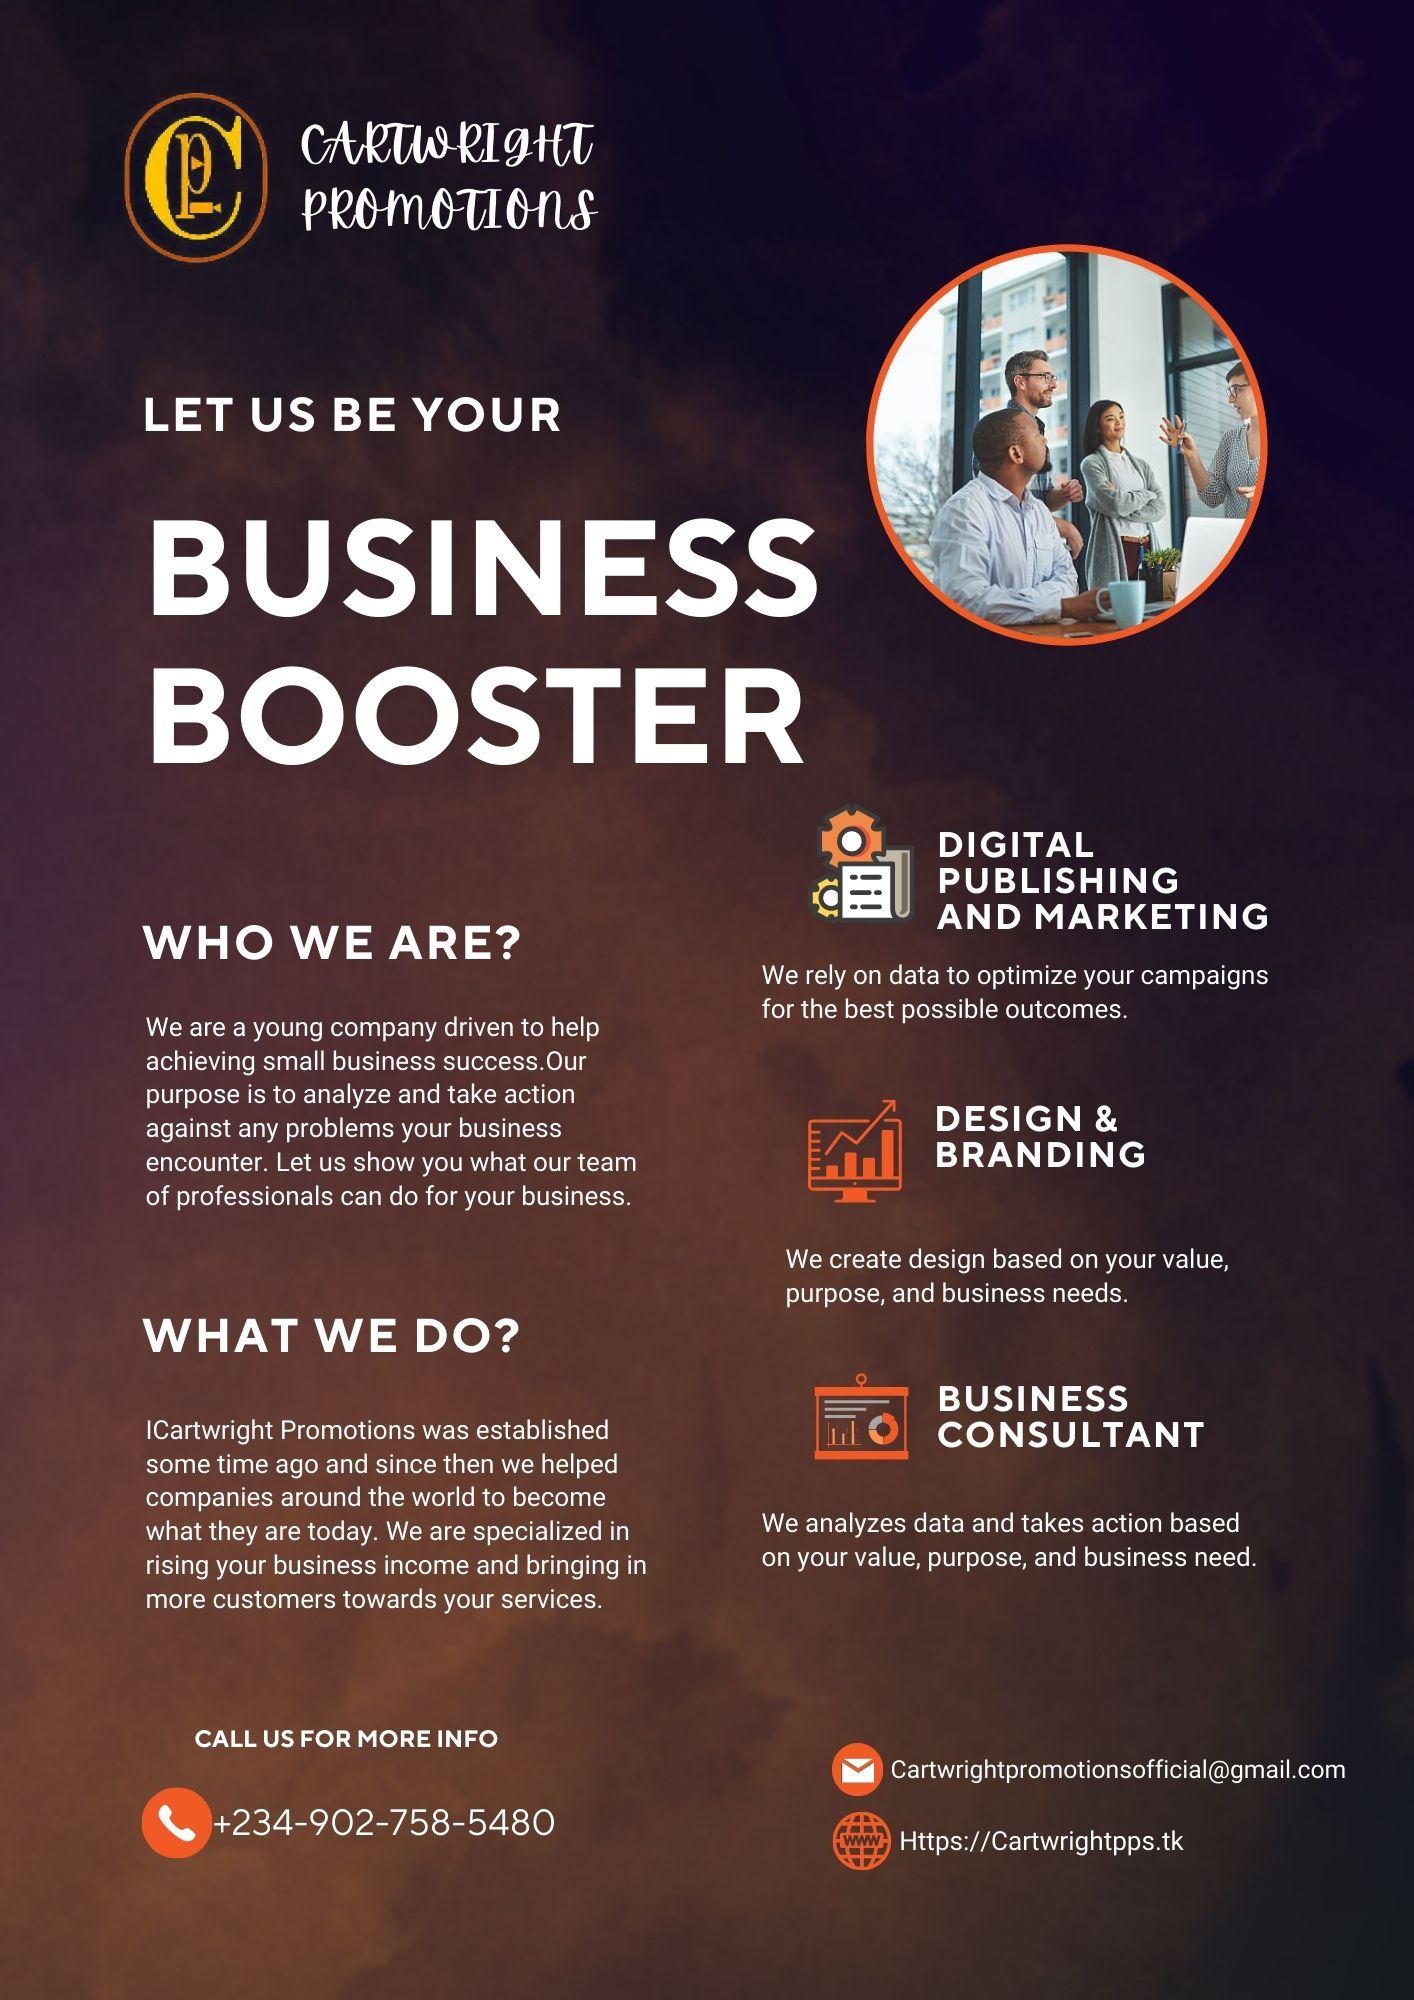 CARTWRIGHT
PROMOTIONS
LET US BE YOUR
BUSINESS
BOOSTER
WHO WE ARE?
We are a young company driven to help
achieving small business success.Our
purpose is to analyze and take action
against any problems your business
encounter. Let us show you what our team
of professionals can do for your business.
WHAT WE DO?
ICartwright Promotions was established
some time ago and since then we helped
companies around the world to become
what they are today. We are specialized in
rising your business income and bringing in
more customers towards your services.
DIGITAL
PUBLISHING
AND MARKETING
We rely on data to optimize your campaigns
for the best possible outcomes.
DESIGN &
BRANDING
We create design based on your value,
purpose, and business needs.
BUSINESS
CONSULTANT
We analyzes data and takes action based
on your value, purpose, and business need.
CALL US FOR MORE INFO
+234-902-758-5480
Cartwrightpromotionsofficial@gmail.com
WWW Https://Cartwrightpps.tk